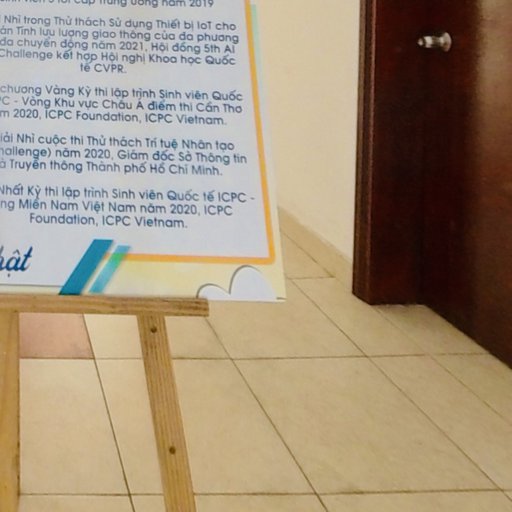 sinh viên 5 tốt cấp Trung ương năm 2019
Nhì trong Thử thách Sử dụng Thiết bị IoT cho
án Tính lưu lượng giao thông của đa phương
đa chuyển động năm 2021, Hội đồng 5th AI
Challenge kết hợp Hội nghị Khoa học Quốc
tế CVPR.
chương Vàng Kỳ thi lập trình Sinh viên Quốc
PC - Vòng Khu vực Châu Á điểm thi Cần Thơ
m 2020, ICPC Foundation, ICPC Vietnam.
iải Nhì cuộc thi Thử thách Trí tuệ Nhân tạo
hallenge) năm 2020, Giám đốc Sở Thông tin
à Truyền thông Thành phố Hồ Chí Minh.
Nhất Kỳ thi lập trình Sinh viên Quốc tế ICPC -
ng Miền Nam Việt Nam năm 2020, ICPC
Foundation, ICPC Vietnam.
hật